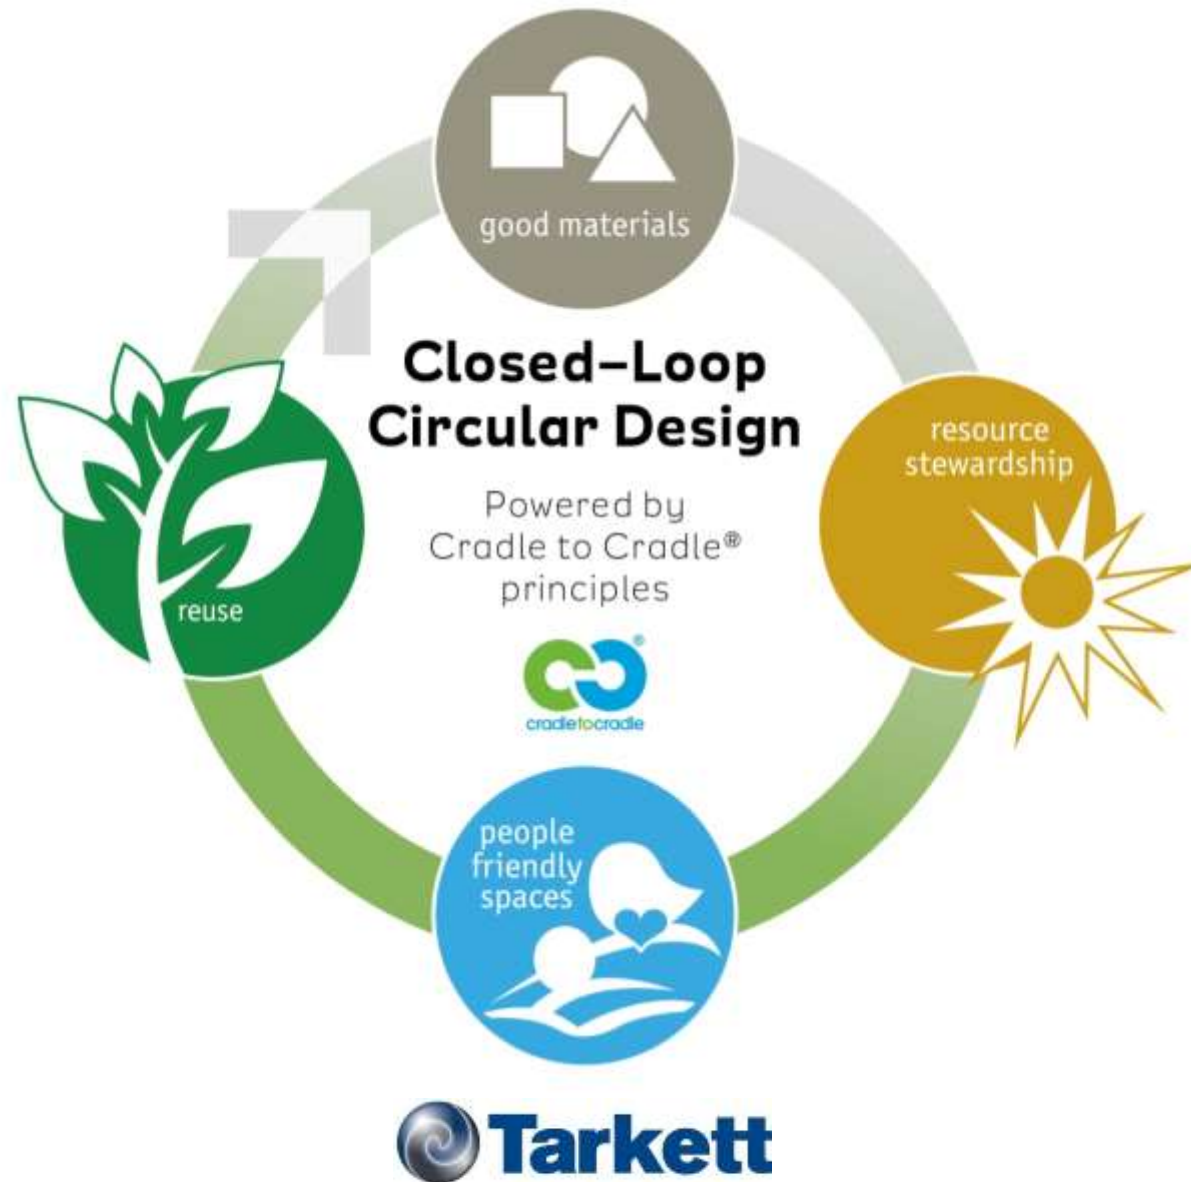 good materials
Closed–Loop
Circular Design
Powered by
Cradle to Cradle®
principles
resource
stewardship
reuse
®
cradletocradle
people
friendly
spaces
Tarkett